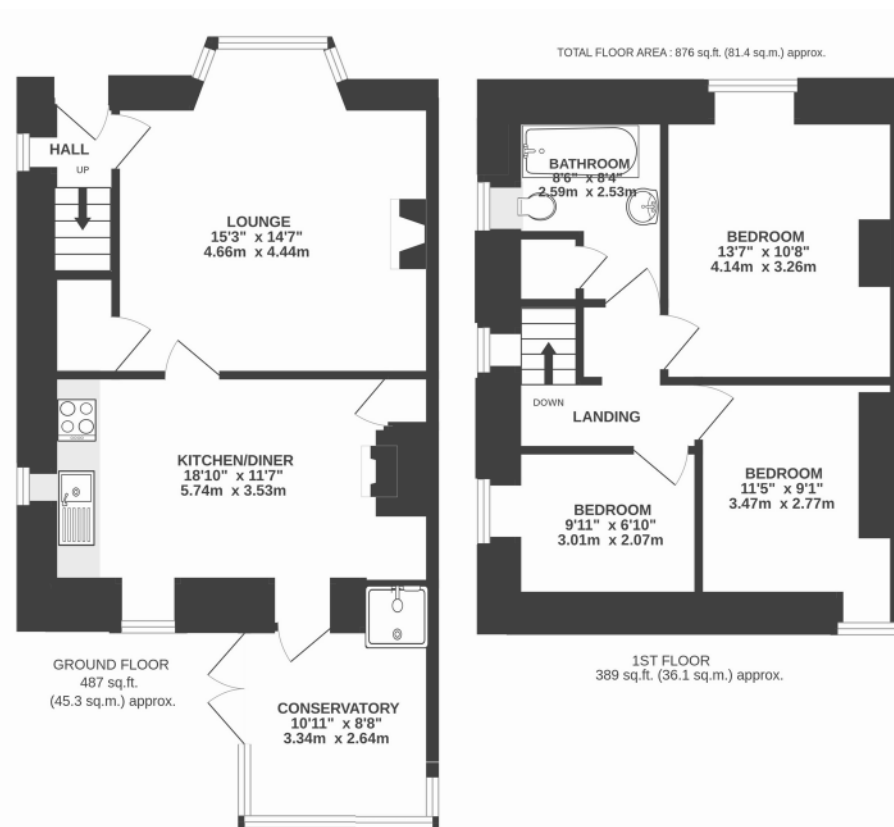 TOTAL FLOOR AREA : 876 sq.ft. (81.4 sq.m.) approx.
HALL
UP
LOUNGE
15'3" x 14'7"
4.66m x 4.44m
KITCHEN/DINER
18'10" x 11'7"
5.74m x 3.53m
GROUND FLOOR
487 sq.ft.
(45.3 sq.m.) approx.
CONSERVATORY
10'11" x 8'8"
3.34m x 2.64m
BATHROOM
8'6" x 8'4"
2.59m x 2.53m
BEDROOM
13'7" x 10'8"
4.14m x 3.26m
DOWN
LANDING
BEDROOM
11'5" x 9'1"
3.47m x 2.77m
BEDROOM
9'11" x 6'10"
3.01m x 2.07m
1ST FLOOR
389 sq.ft. (36.1 sq.m.) approx.